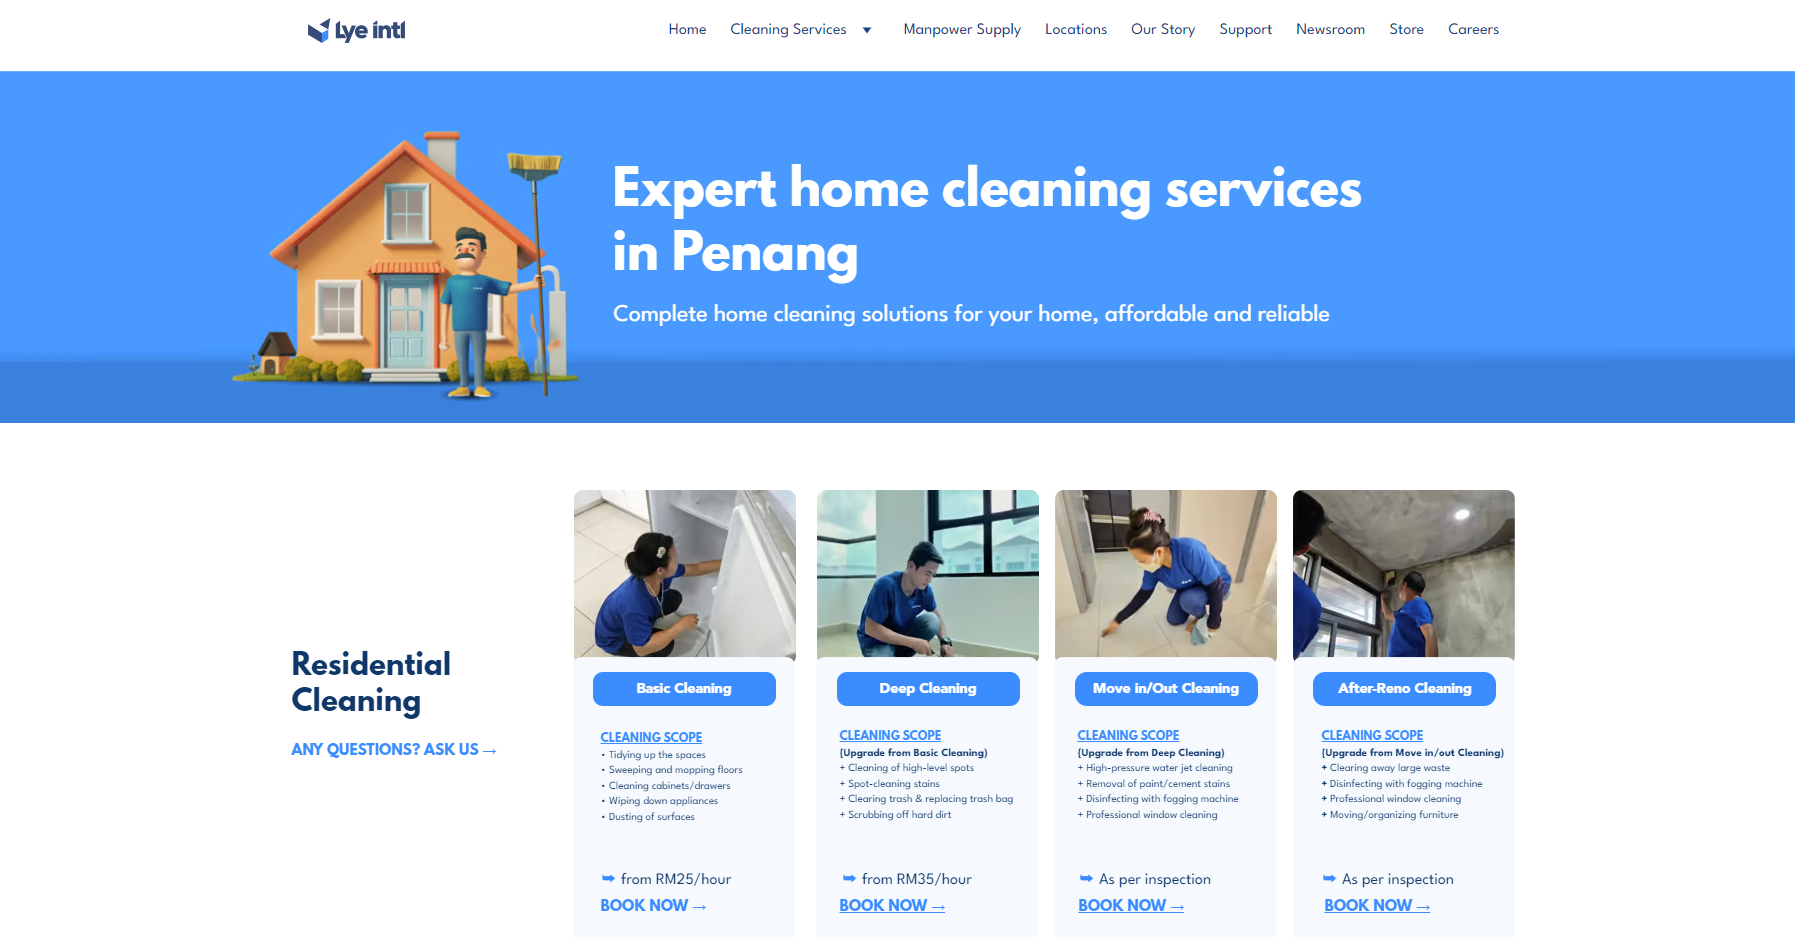 Lye intl
Home
Cleaning Services ▼
Manpower Supply
Locations
Our Story
Support
Newsroom
Store
Careers
Expert home cleaning services
in Penang
Complete home cleaning solutions for your home, affordable and reliable
Residential
Cleaning
ANY QUESTIONS? ASK US →
Basic Cleaning
CLEANING SCOPE
• Tidying up the spaces
• Sweeping and mopping floors
• Cleaning cabinets/drawers
• Wiping down appliances
• Dusting of surfaces
➥ from RM25/hour
BOOK NOW →
Deep Cleaning
CLEANING SCOPE
(Upgrade from Basic Cleaning)
+ Cleaning of high-level spots
+ Spot-cleaning stains
+ Clearing trash & replacing trash bag
+ Scrubbing off hard dirt
➥ from RM35/hour
BOOK NOW →
Move in/Out Cleaning
CLEANING SCOPE
(Upgrade from Deep Cleaning)
+ High-pressure water jet cleaning
+ Removal of paint/cement stains
+ Disinfecting with fogging machine
+ Professional window cleaning
➥ As per inspection
BOOK NOW →
After-Reno Cleaning
CLEANING SCOPE
(Upgrade from Move in/out Cleaning)
+ Clearing away large waste
+ Disinfecting with fogging machine
+ Professional window cleaning
+ Moving/organizing furniture
➥ As per inspection
BOOK NOW →